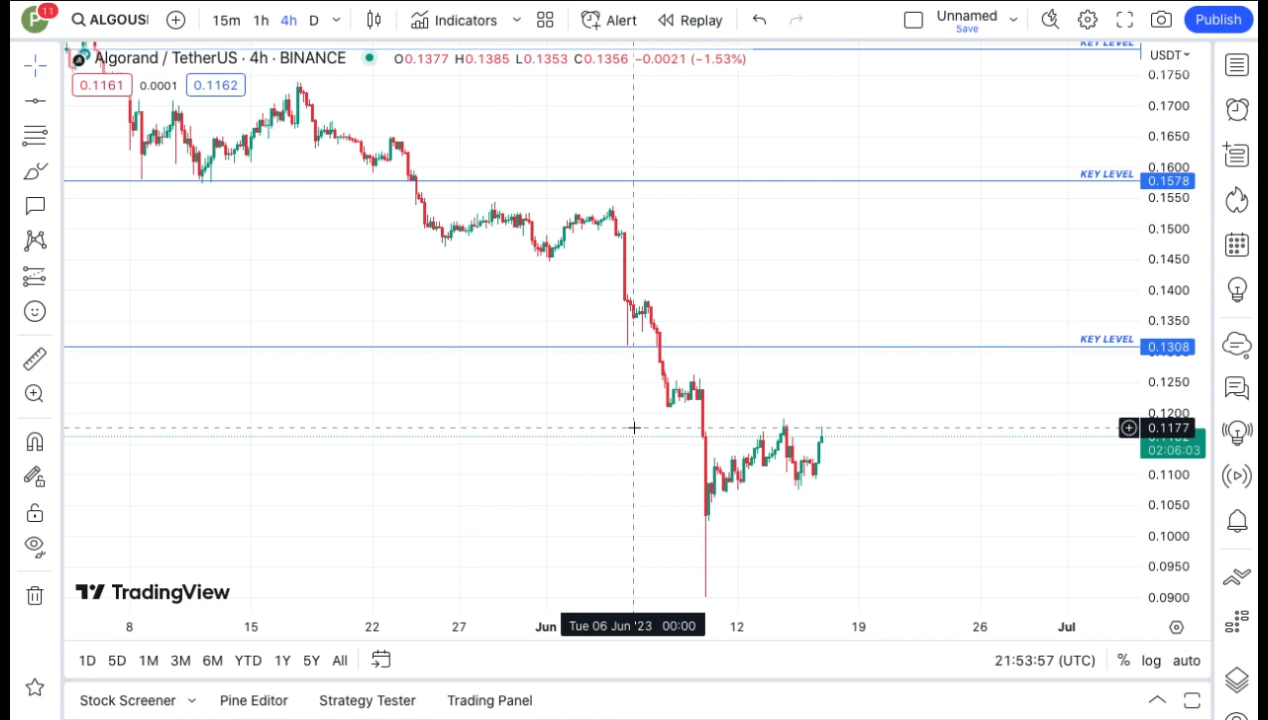 P 11 ALGOUSI 15m 1h 4h D Indicators Alert Replay Unnamed Save Publish
Algorand / TetherUS · 4h · BINANCE O0.1377 H0.1385 L0.1353 C0.1356 −0.0021 (−1.53%)
KEY LEVEL
USDT
0.1161 0.0001 0.1162
0.1750
0.1700
0.1650
0.1600
KEY LEVEL 0.1578
0.1550
0.1500
0.1450
0.1400
0.1350
KEY LEVEL 0.1308
0.1250
0.1200
0.1177
02:06:03
0.1100
0.1050
0.1000
0.0950
0.0900
TradingView
8 15 22 27 Jun Tue 06 Jun '23 00:00 12 19 26 Jul
1D 5D 1M 3M 6M YTD 1Y 5Y All 21:53:57 (UTC) % log auto
Stock Screener Pine Editor Strategy Tester Trading Panel